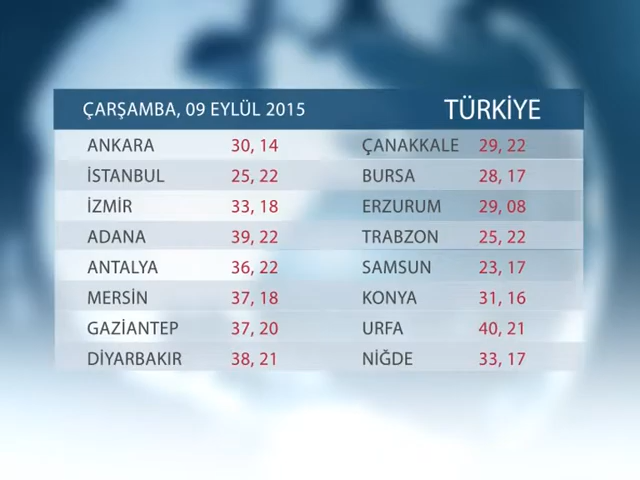 ÇARŞAMBA, 09 EYLÜL 2015 TÜRKİYE
ANKARA 30, 14 ÇANAKKALE 29, 22
İSTANBUL 25, 22 BURSA 28, 17
İZMİR 33, 18 ERZURUM 29, 08
ADANA 39, 22 TRABZON 25, 22
ANTALYA 36, 22 SAMSUN 23, 17
MERSİN 37, 18 KONYA 31, 16
GAZİANTEP 37, 20 URFA 40, 21
DİYARBAKIR 38, 21 NİĞDE 33, 17